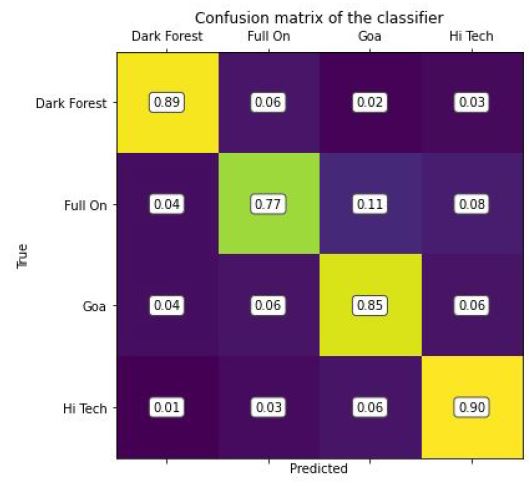 Confusion matrix of the classifier
Dark Forest Full On Goa Hi Tech
Dark Forest 0.89 0.06 0.02 0.03
Full On 0.04 0.77 0.11 0.08
True
Goa 0.04 0.06 0.85 0.06
Hi Tech 0.01 0.03 0.06 0.90
Predicted